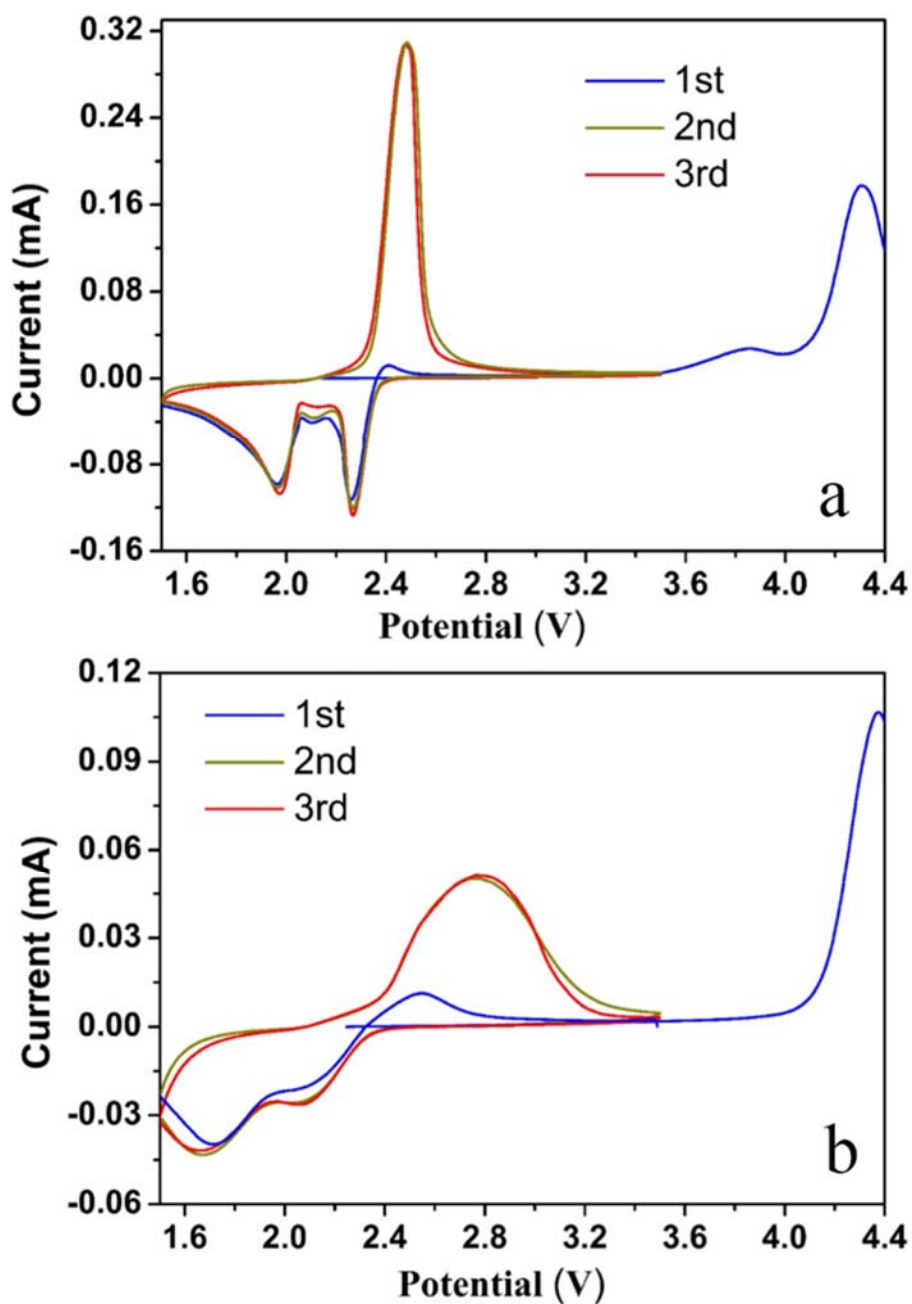 0.32
0.24
0.16
0.08
0.00
-0.08
-0.16
Current (mA)
1st
2nd
3rd
a
1.6 2.0 2.4 2.8 3.2 3.6 4.0 4.4
Potential (V)
0.12
0.09
0.06
0.03
0.00
-0.03
-0.06
Current (mA)
1st
2nd
3rd
b
1.6 2.0 2.4 2.8 3.2 3.6 4.0 4.4
Potential (V)